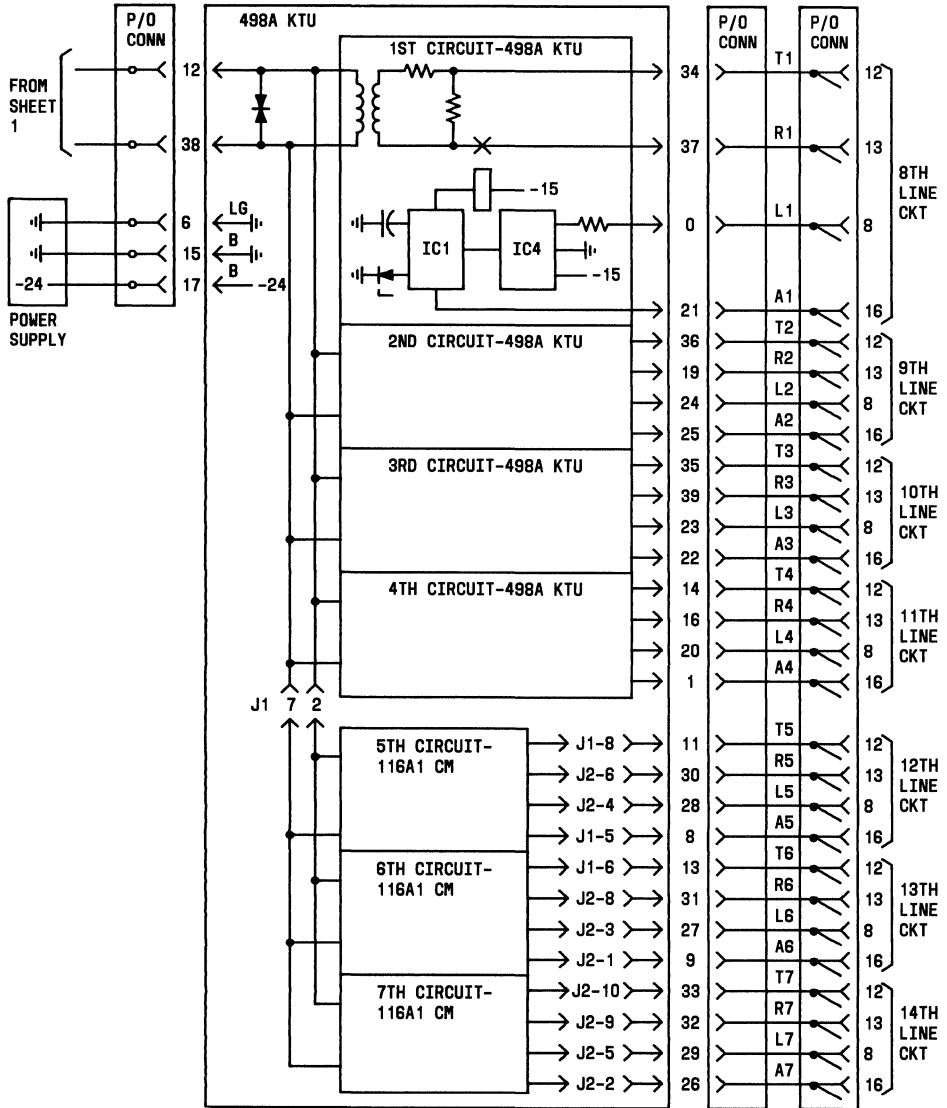 P/O
CONN
498A KTU
P/O
CONN
P/O
CONN
1ST CIRCUIT-498A KTU
FROM
SHEET
1
12
38
34
T1
12
37
R1
13
8TH
LINE
CKT
-15
POWER
SUPPLY
-24
6
LG
15
B
17
B
-24
IC1
IC4
-15
0
L1
8
21
A1
16
2ND CIRCUIT-498A KTU
36
T2
12
19
R2
13
24
L2
8
25
A2
16
9TH
LINE
CKT
3RD CIRCUIT-498A KTU
35
T3
12
39
R3
13
23
L3
8
22
A3
16
10TH
LINE
CKT
4TH CIRCUIT-498A KTU
14
T4
12
16
R4
13
20
L4
8
1
A4
16
11TH
LINE
CKT
J1 7 2
5TH CIRCUIT-
116A1 CM
J1-8
11
T5
12
J2-6
30
R5
13
J2-4
28
L5
8
J1-5
8
A5
16
12TH
LINE
CKT
6TH CIRCUIT-
116A1 CM
J1-6
13
T6
12
J2-8
31
R6
13
J2-3
27
L6
8
J2-1
9
A6
16
13TH
LINE
CKT
7TH CIRCUIT-
116A1 CM
J2-10
33
T7
12
J2-9
32
R7
13
J2-5
29
L7
8
J2-2
26
A7
16
14TH
LINE
CKT